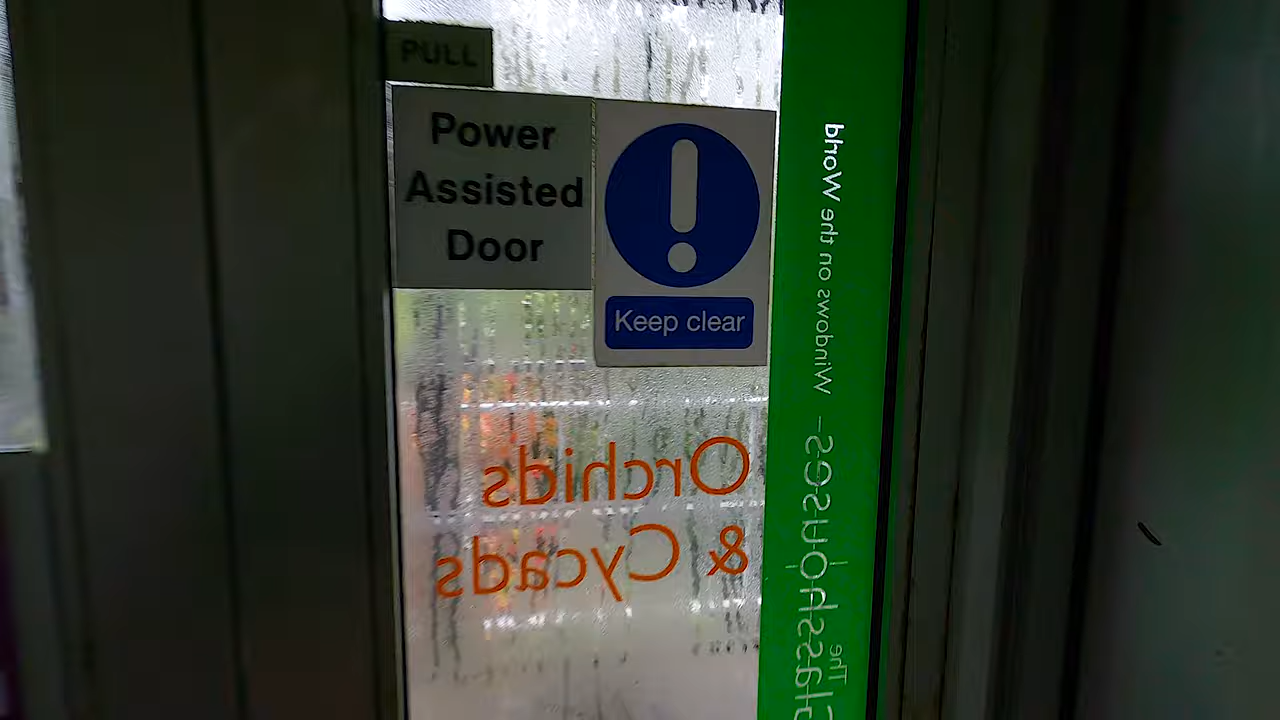 PULL
Power
Assisted
Door
Keep clear
Orchids
& Cycads
The
Glasshouses – Windows on the World